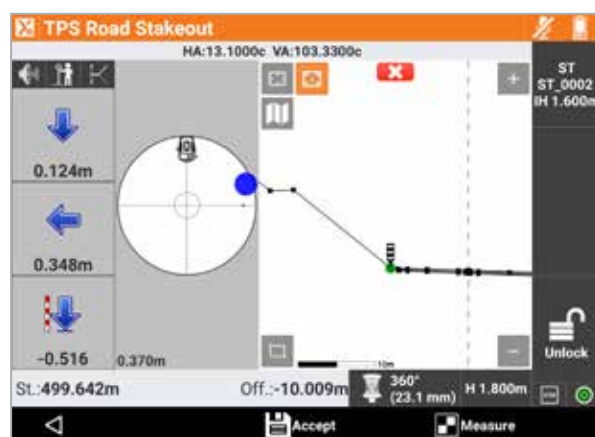 TPS Road Stakeout
HA:13.1000c VA:103.3300c
ST
ST_0002
IH 1.600m
0.124m
0.348m
-0.516
0.370m
10m
Unlock
St.:499.642m
Off.:-10.009m
360°
(23.1 mm)
H 1.800m
Accept
Measure